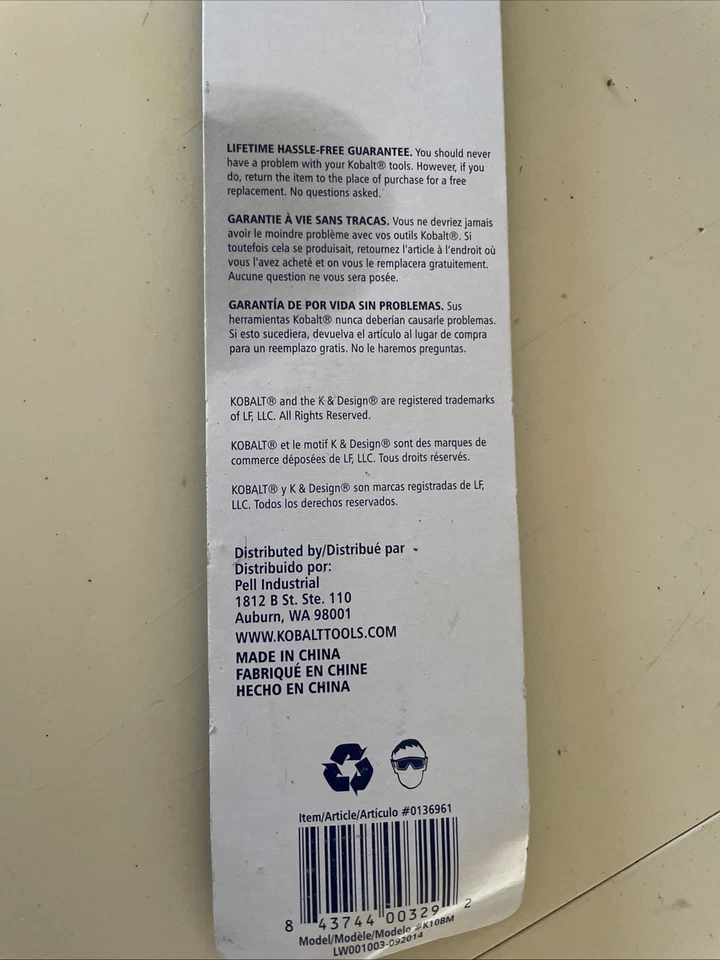 LIFETIME HASSLE-FREE GUARANTEE. You should never
have a problem with your Kobalt® tools. However, if you
do, return the item to the place of purchase for a free
replacement. No questions asked.
GARANTIE À VIE SANS TRACAS. Vous ne devriez jamais
avoir le moindre problème avec vos outils Kobalt®. Si
toutefois cela se produisait, retournez l'article à l'endroit où
vous l'avez acheté et on vous le remplacera gratuitement.
Aucune question ne vous sera posée.
GARANTÍA DE POR VIDA SIN PROBLEMAS. Sus
herramientas Kobalt® nunca deberían causarle problemas.
Si esto sucediera, devuelva el artículo al lugar de compra
para un reemplazo gratis. No le haremos preguntas.
KOBALT® and the K & Design® are registered trademarks
of LF, LLC. All Rights Reserved.
KOBALT® et le motif K & Design® sont des marques de
commerce déposées de LF, LLC. Tous droits réservés.
KOBALT® y K & Design® son marcas registradas de LF,
LLC. Todos los derechos reservados.
Distributed by/Distribué par
Distribuido por:
Pell Industrial
1812 B St. Ste. 110
Auburn, WA 98001
WWW.KOBALTTOOLS.COM
MADE IN CHINA
FABRIQUÉ EN CHINE
HECHO EN CHINA
Item/Article/Artículo #0136961
8 43744 00329 2
Model/Modèle/Modelo #K10BM
LW001003-092014